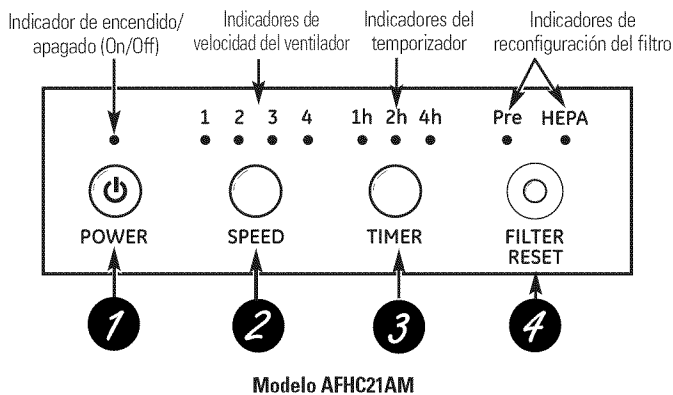 Indicador de encendido/
apagado (On/Off)
Indicadores de
velocidad del ventilador
Indicadores del
temporizador
Indicadores de
reconfiguración del filtro
1 2 3 4
1h 2h 4h
Pre HEPA
POWER
SPEED
TIMER
FILTER
RESET
1
2
3
4
Modelo AFHC21AM